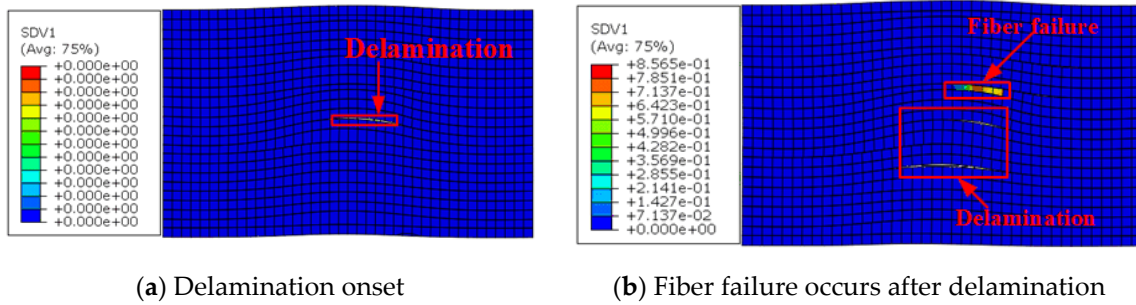 SDV1
(Avg: 75%)
+0.000e+00
+0.000e+00
+0.000e+00
+0.000e+00
+0.000e+00
+0.000e+00
+0.000e+00
+0.000e+00
+0.000e+00
+0.000e+00
+0.000e+00
+0.000e+00
+0.000e+00
Delamination
(a) Delamination onset
SDV1
(Avg: 75%)
+8.565e-01
+7.851e-01
+7.137e-01
+6.423e-01
+5.710e-01
+4.996e-01
+4.282e-01
+3.569e-01
+2.855e-01
+2.141e-01
+1.427e-01
+7.137e-02
+0.000e+00
Fiber failure
Delamination
(b) Fiber failure occurs after delamination